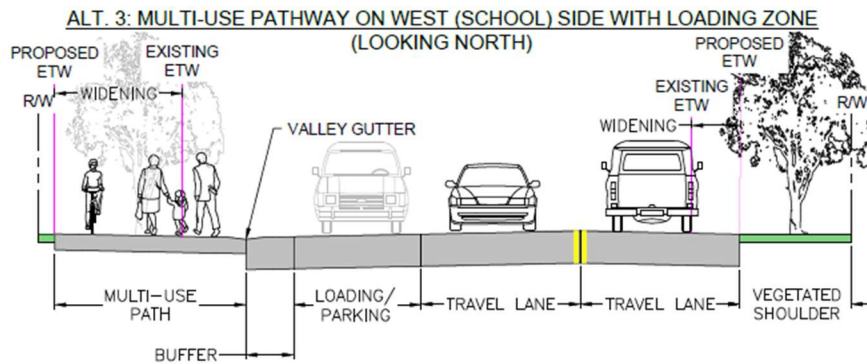 ALT. 3: MULTI-USE PATHWAY ON WEST (SCHOOL) SIDE WITH LOADING ZONE
(LOOKING NORTH)
PROPOSED
ETW
EXISTING
ETW
R/W
WIDENING
VALLEY GUTTER
PROPOSED
ETW
EXISTING
ETW
R/W
WIDENING
MULTI-USE
PATH
BUFFER
LOADING/
PARKING
TRAVEL LANE
TRAVEL LANE
VEGETATED
SHOULDER